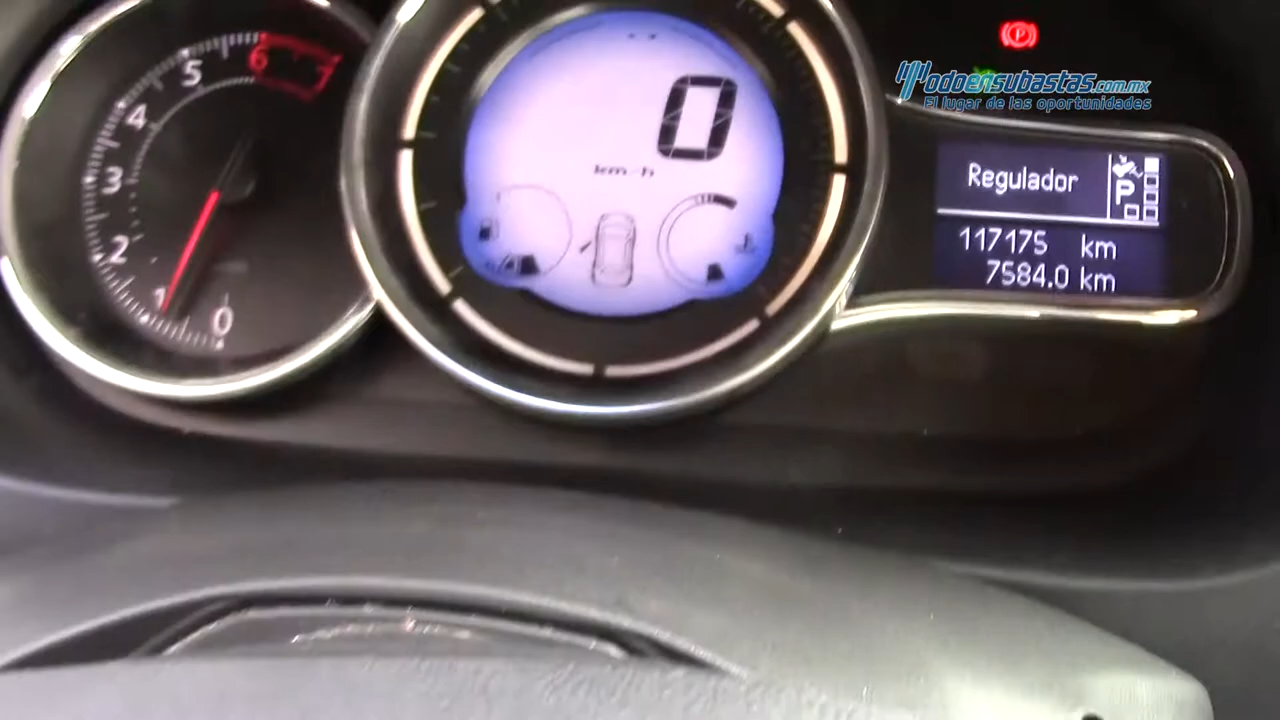 6
5
4
3
2
1
0
0
km-h
P
TodoenSubastas.com.mx
El lugar de las oportunidades
Regulador
P
117175 km
7584.0 km